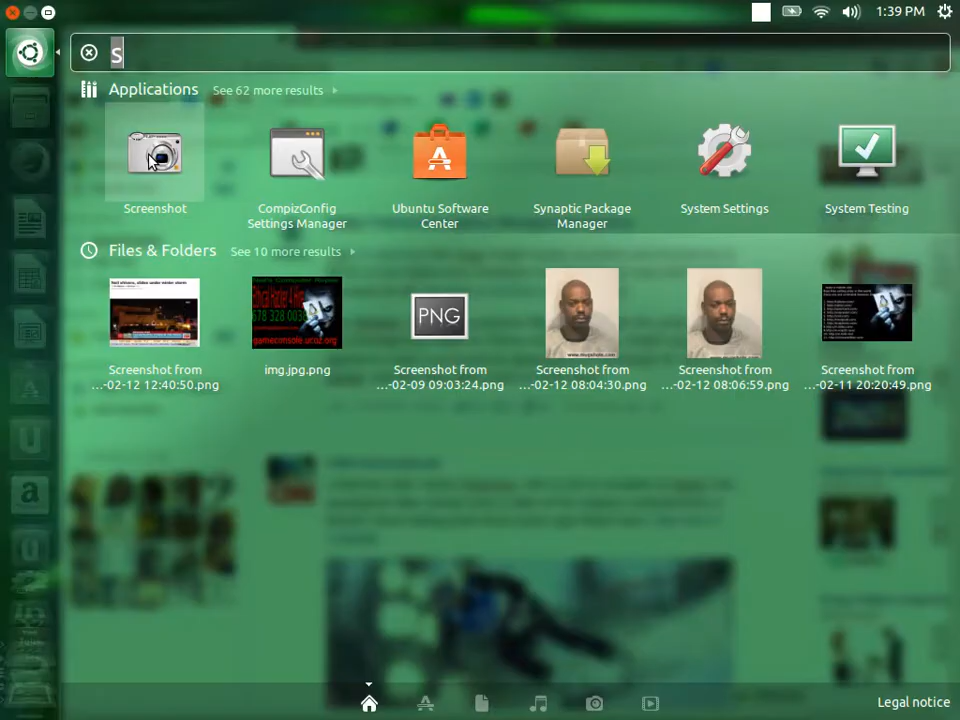 1:39 PM
S
Applications See 62 more results
Screenshot
CompizConfig
Settings Manager
Ubuntu Software
Center
Synaptic Package
Manager
System Settings
System Testing
Files & Folders See 10 more results
PNG
Screenshot from
...-02-12 12:40:50.png
img.jpg.png
Screenshot from
...-02-09 09:03:24.png
Screenshot from
...-02-12 08:04:30.png
Screenshot from
...-02-12 08:06:59.png
Screenshot from
...-02-11 20:20:49.png
Legal notice